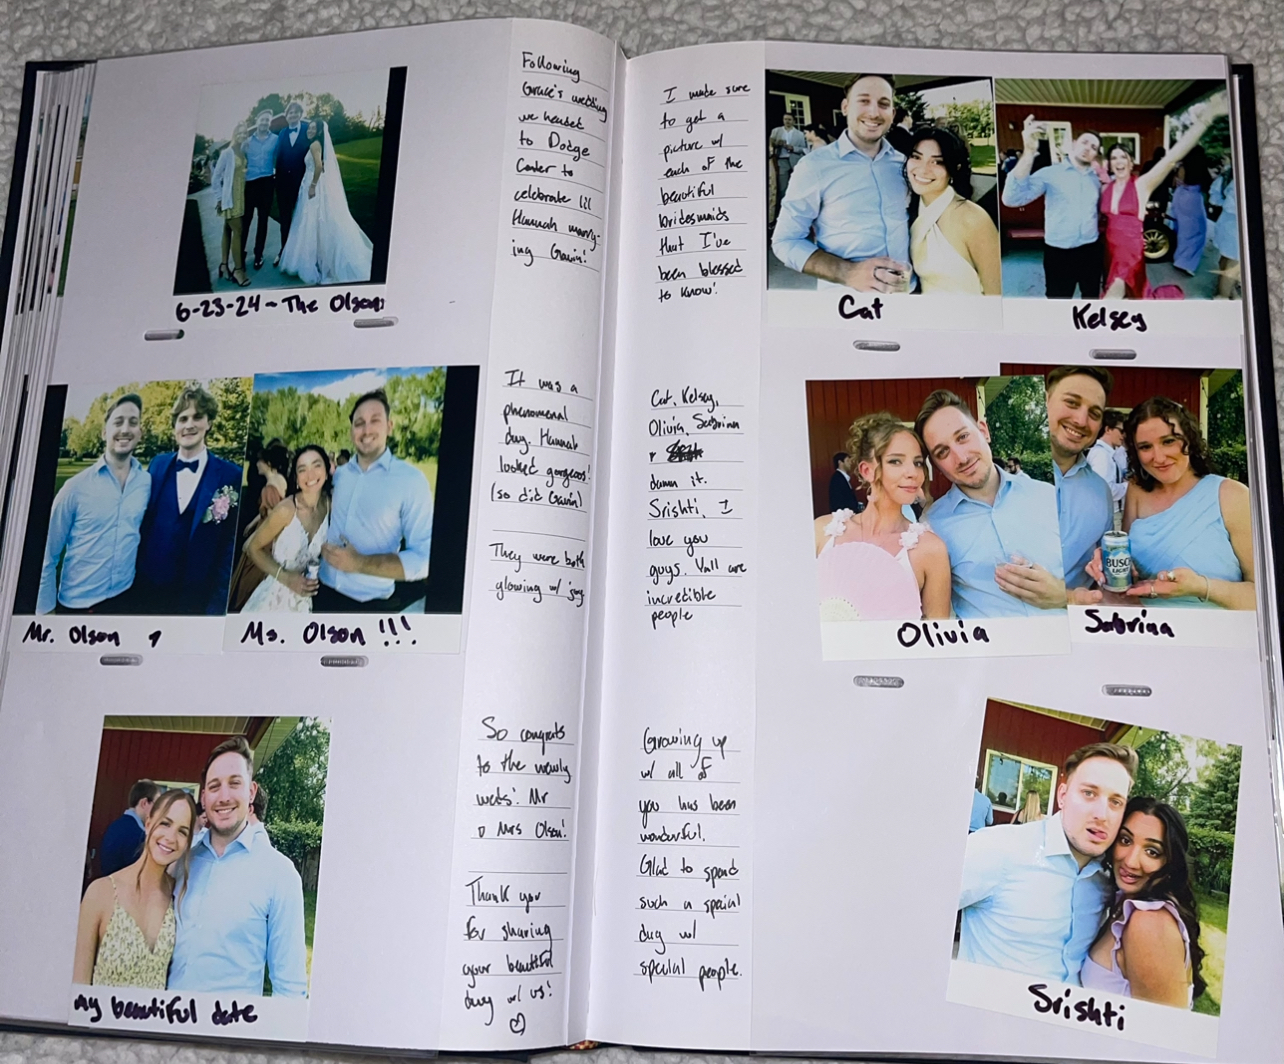 Following
Grace's wedding
we headed
to Dodge
Center to
celebrate lil
Hannah marry-
ing Gavin!
6-23-24 ~ The Olsons
It was a
phenomenal
day. Hannah
looked gorgeous!
(so did Gavin)
They were both
glowing w/ joy
Mr. Olson
Ms. Olson !!!
So congrats
to the newly
wets! Mr
Mrs Olson!
Thank you
for sharing
your beautiful
day w/ us!
My beautiful date
I made sure
to get a
picture w/
each of the
beautiful
bridesmaids
that I've
been blessed
to know!
Cat
Kelsey
Cat, Kelsey,
Olivia, Sabrina
damn it.
Srishti, I
love you
guys. Yall are
incredible
people
BUSCH
LIGHT
Olivia
Sabrina
Growing up
w/ all of
you has been
wonderful.
Glad to spend
such a special
day w/
special people.
Srishti